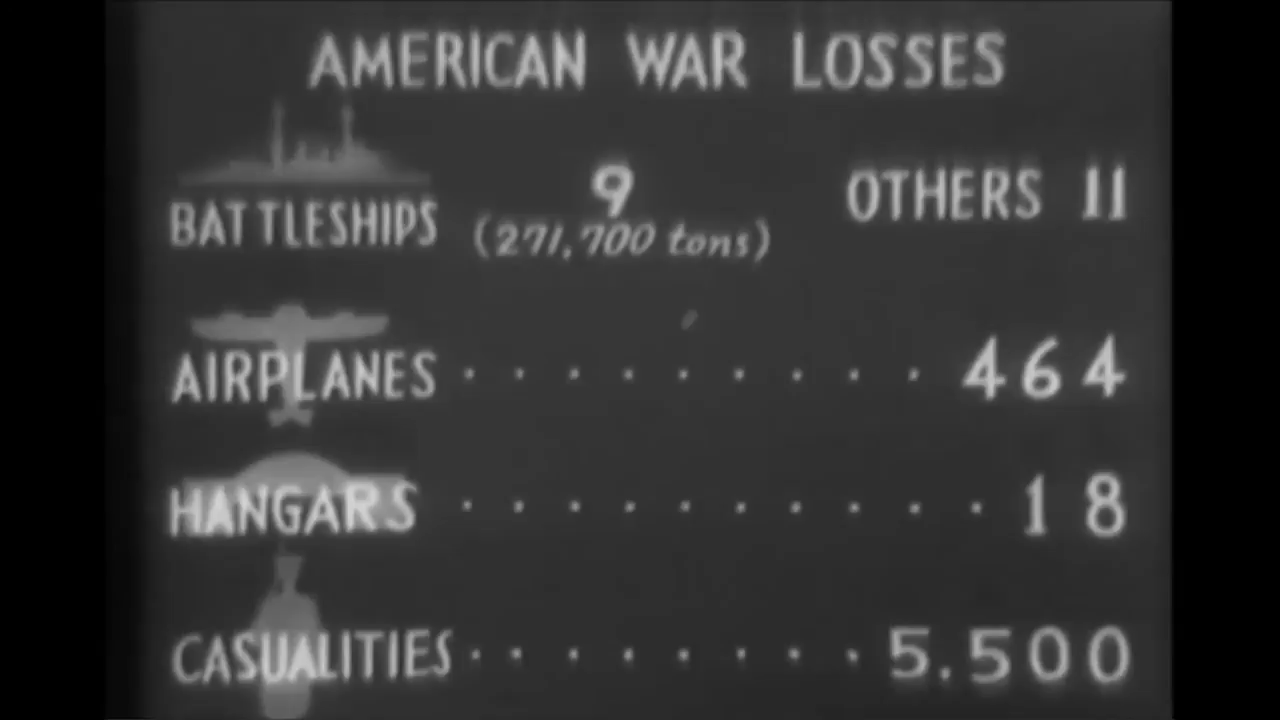 AMERICAN WAR LOSSES
BATTLESHIPS 9 OTHERS 11
(271,700 tons)
AIRPLANES . . . . . . . . . 464
HANGARS . . . . . . . . . . 18
CASUALITIES . . . . . . . . 5.500